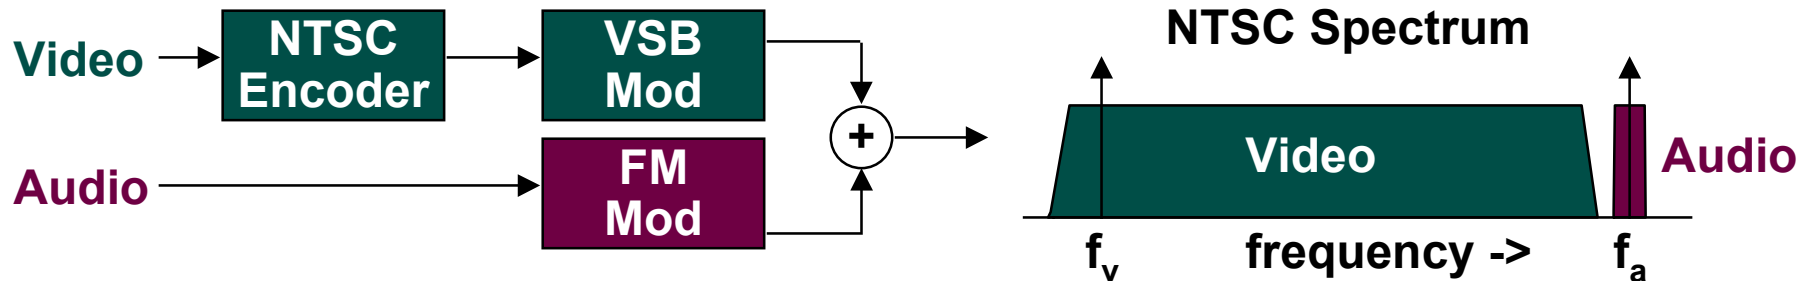 Video
NTSC
Encoder
VSB
Mod
+
Audio
FM
Mod
NTSC Spectrum
Video
Audio
fv
frequency ->
fa